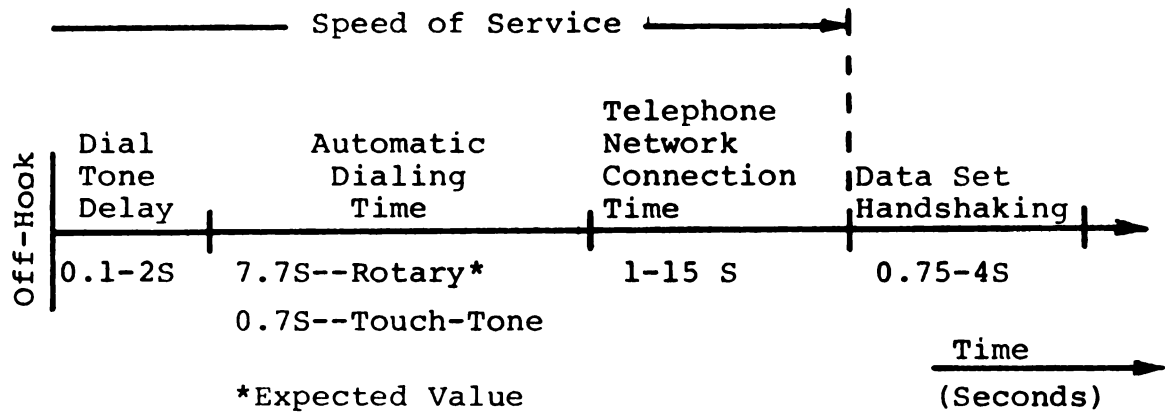 Speed of Service
Off-Hook
Dial
Tone
Delay
Automatic
Dialing
Time
Telephone
Network
Connection
Time
Data Set
Handshaking
0.1-2S
7.7S--Rotary*
0.7S--Touch-Tone
1-15 S
0.75-4S
*Expected Value
Time
(Seconds)